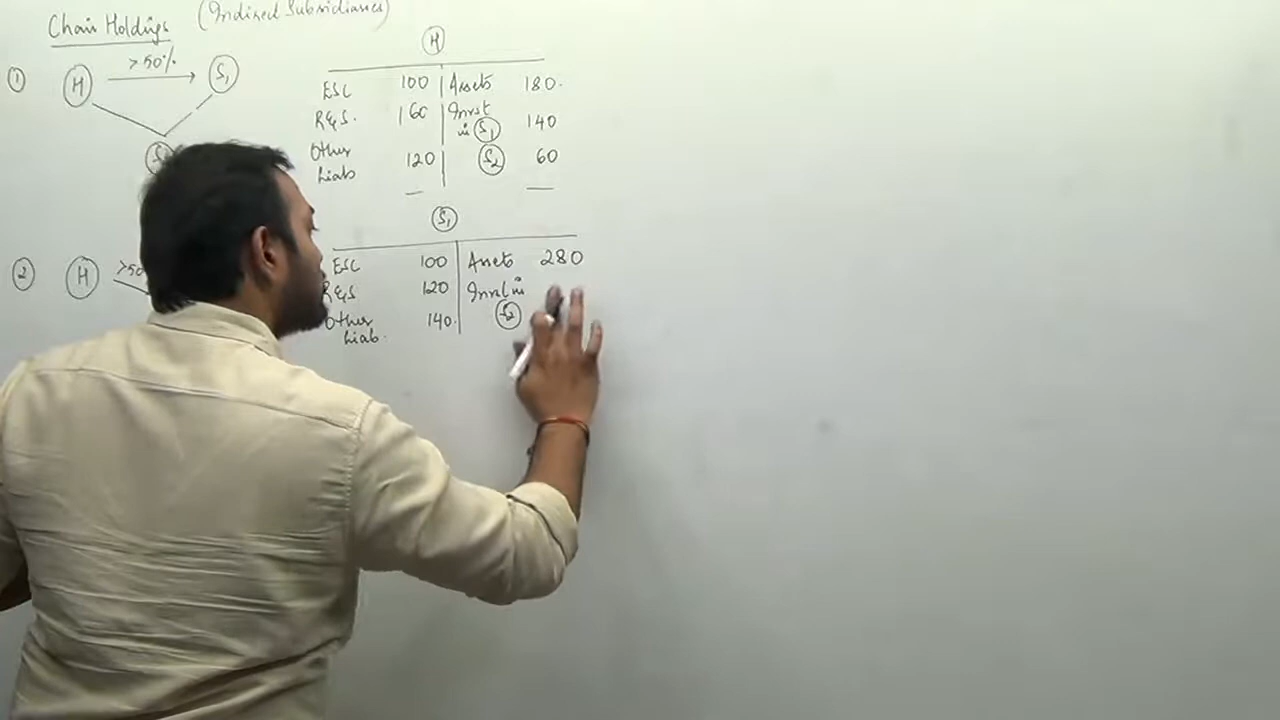 Chain Holdings (Indirect Subsidiaries)
① H >50% S1
② H >50
H
ESC 100 Assets 180
R&S. 160 Invst in S1 140
Other Liab 120 S2 60
S1
ESC 100 Assets 280
R&S 120 Invst in S2
Other Liab. 140